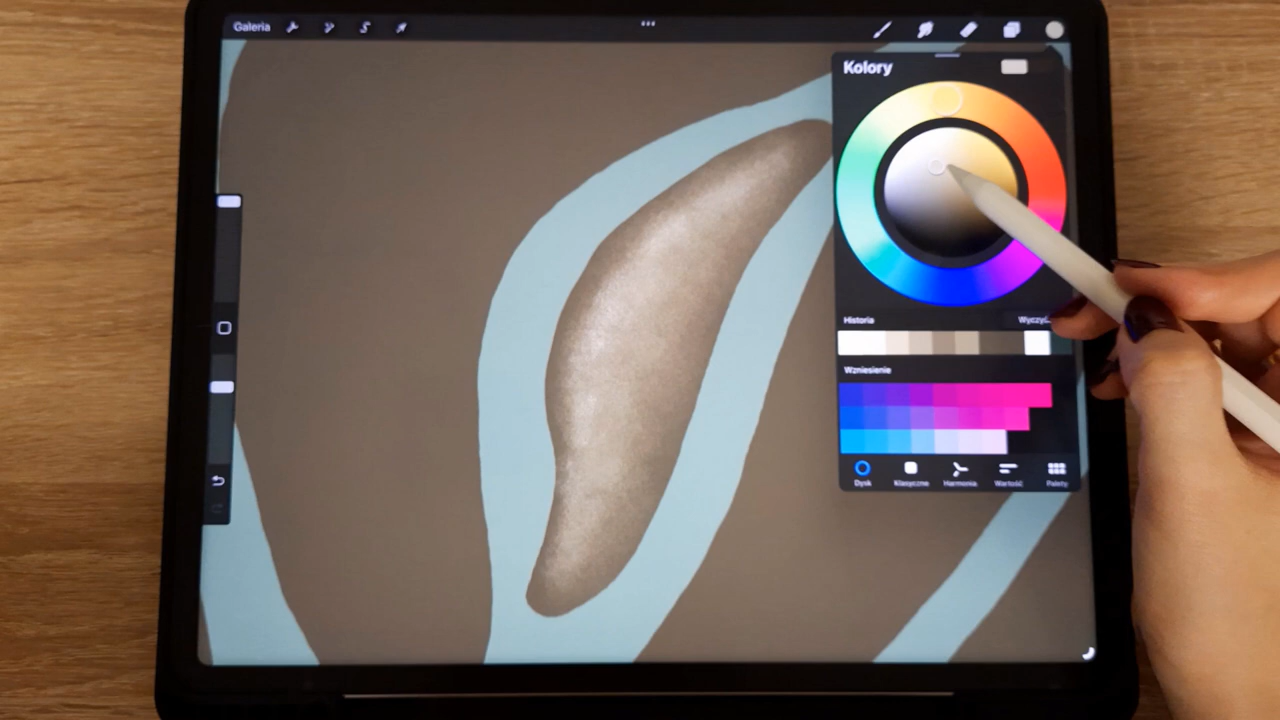 Galeria
Kolory
Historia
Wyczyść
Wzniesienie
Dysk Klasyczne Harmonia Wartość Palety